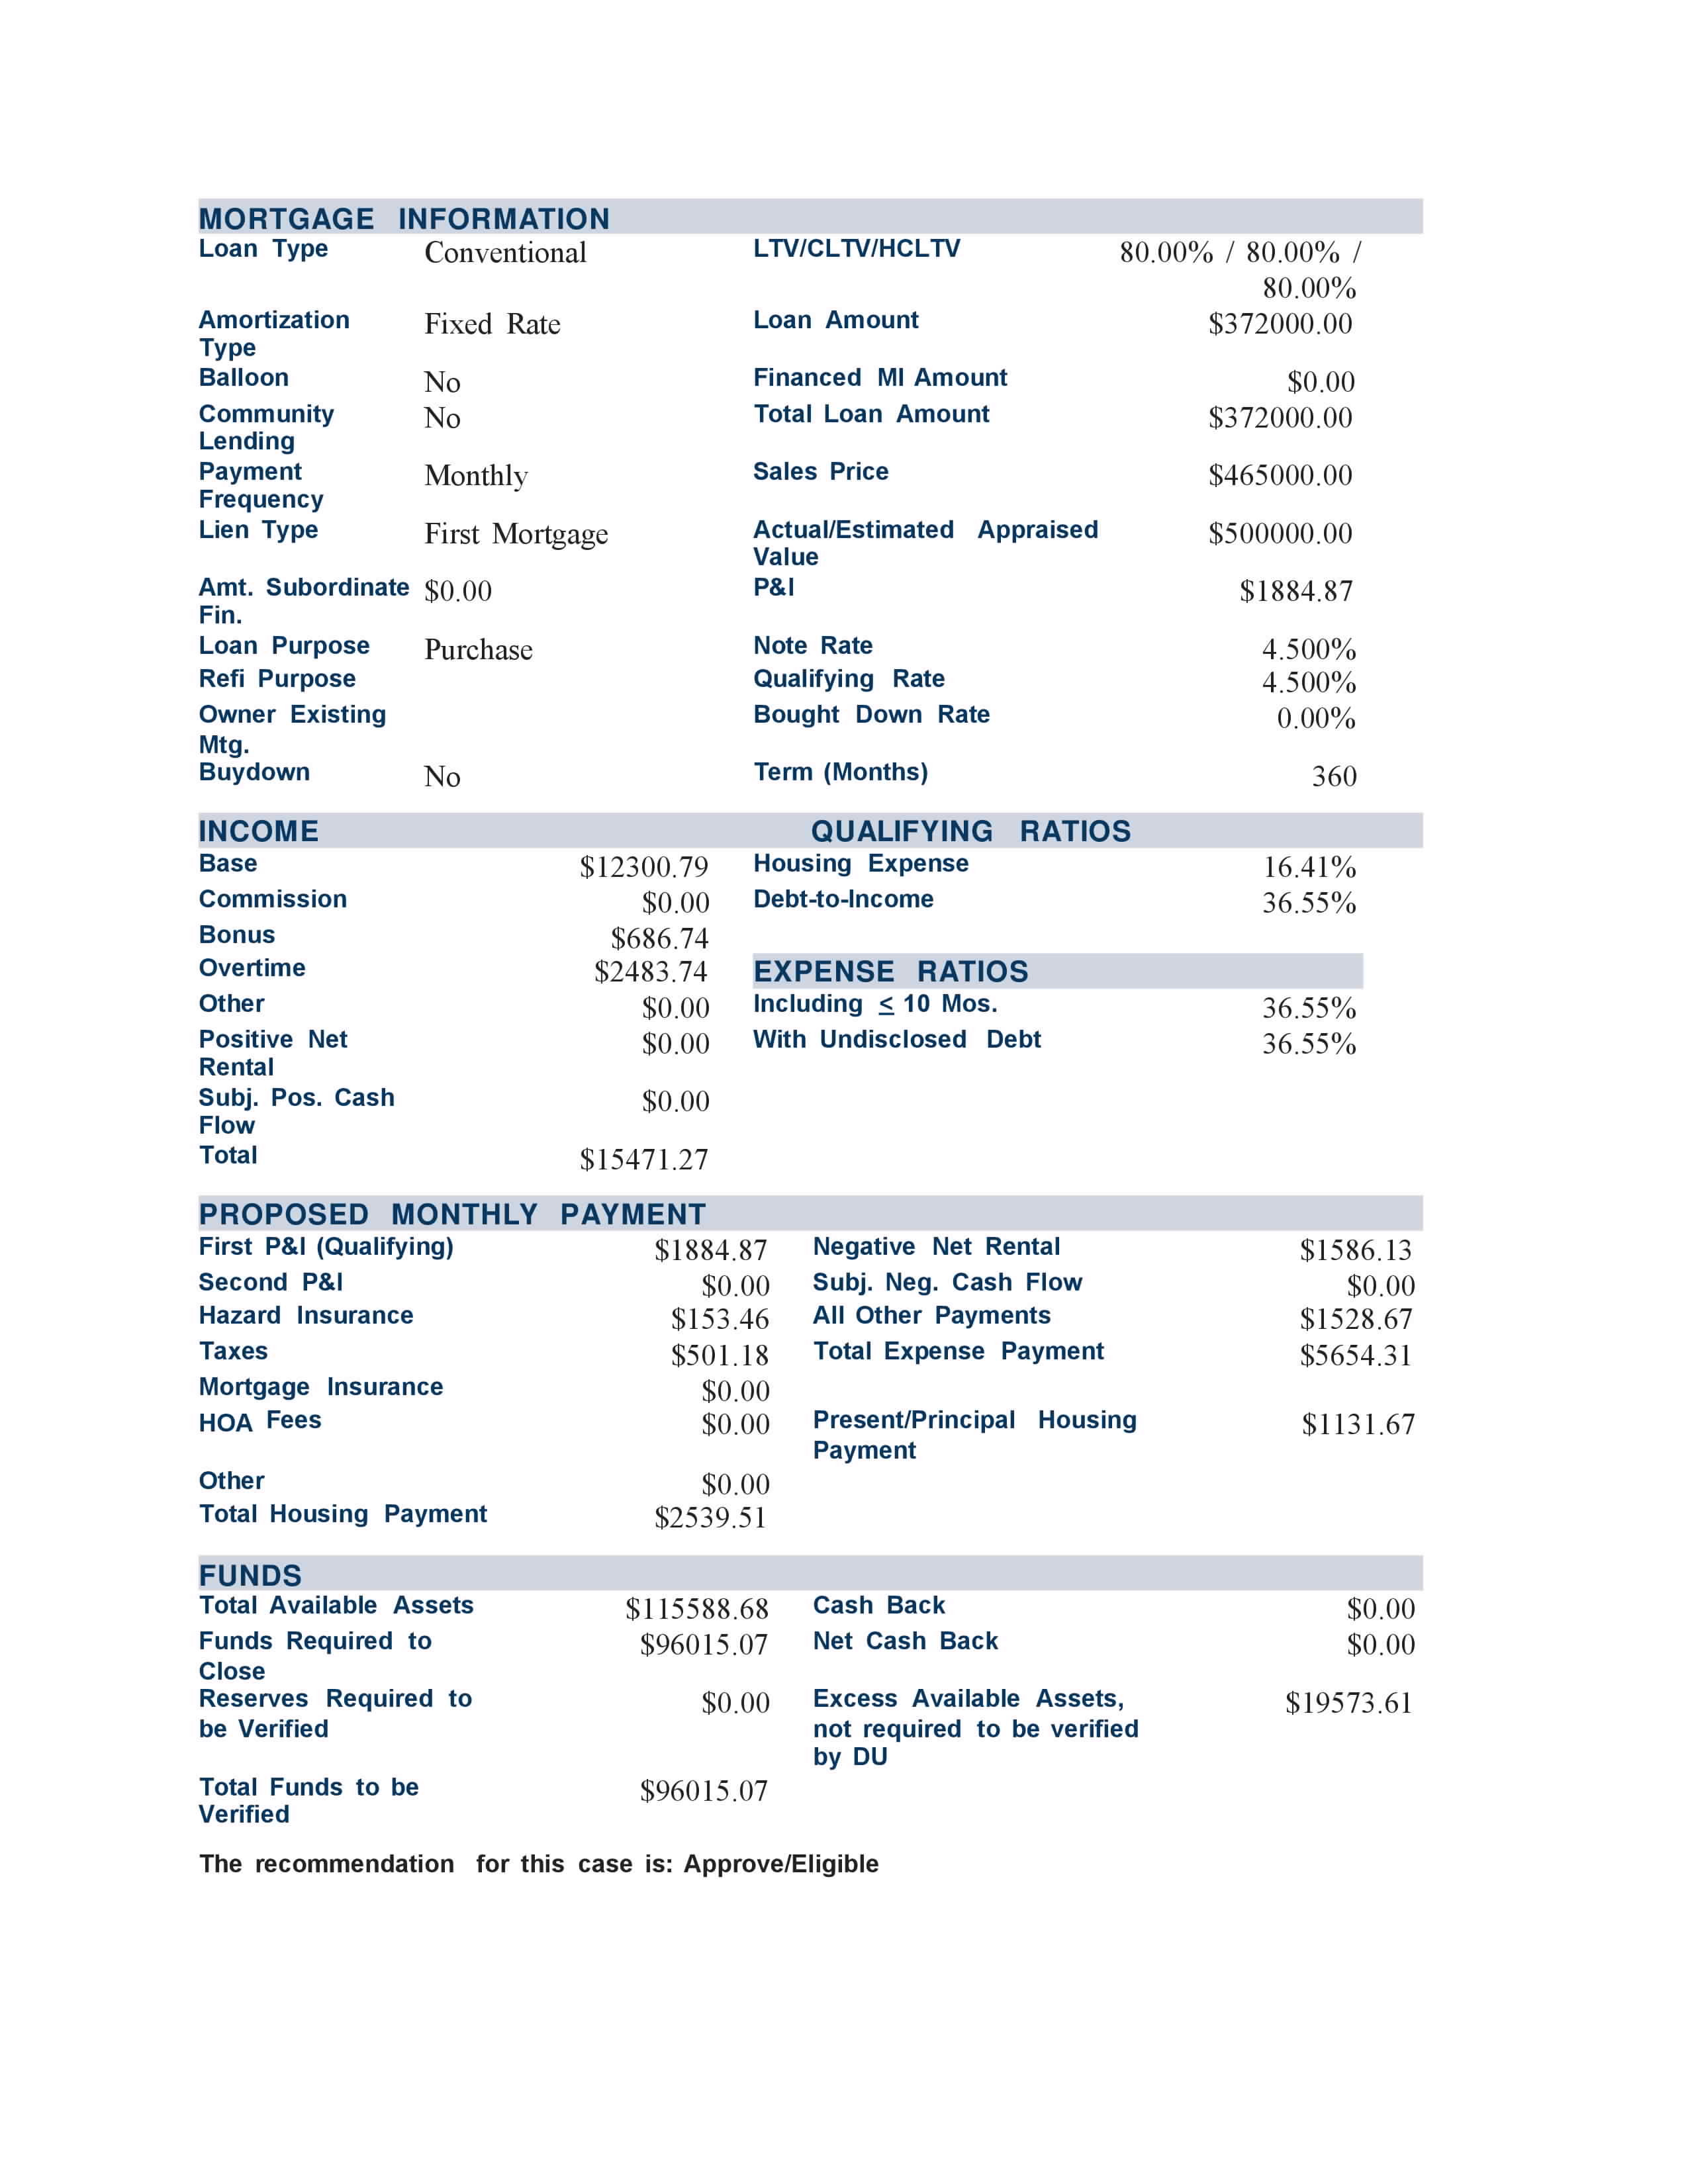 MORTGAGE INFORMATION
Loan Type Conventional LTV/CLTV/HCLTV 80.00% / 80.00% /
80.00%
Amortization Fixed Rate Loan Amount $372000.00
Type
Balloon No Financed MI Amount $0.00
Community No Total Loan Amount $372000.00
Lending
Payment Monthly Sales Price $465000.00
Frequency
Lien Type First Mortgage Actual/Estimated Appraised $500000.00
Value
Amt. Subordinate $0.00 P&I $1884.87
Fin.
Loan Purpose Purchase Note Rate 4.500%
Refi Purpose Qualifying Rate 4.500%
Owner Existing Bought Down Rate 0.00%
Mtg.
Buydown No Term (Months) 360
INCOME QUALIFYING RATIOS
Base $12300.79 Housing Expense 16.41%
Commission $0.00 Debt-to-Income 36.55%
Bonus $686.74
Overtime $2483.74 EXPENSE RATIOS
Other $0.00 Including ≤ 10 Mos. 36.55%
Positive Net $0.00 With Undisclosed Debt 36.55%
Rental
Subj. Pos. Cash $0.00
Flow
Total $15471.27
PROPOSED MONTHLY PAYMENT
First P&I (Qualifying) $1884.87 Negative Net Rental $1586.13
Second P&I $0.00 Subj. Neg. Cash Flow $0.00
Hazard Insurance $153.46 All Other Payments $1528.67
Taxes $501.18 Total Expense Payment $5654.31
Mortgage Insurance $0.00
HOA Fees $0.00 Present/Principal Housing $1131.67
Payment
Other $0.00
Total Housing Payment $2539.51
FUNDS
Total Available Assets $115588.68 Cash Back $0.00
Funds Required to $96015.07 Net Cash Back $0.00
Close
Reserves Required to $0.00 Excess Available Assets, $19573.61
be Verified not required to be verified
by DU
Total Funds to be $96015.07
Verified
The recommendation for this case is: Approve/Eligible